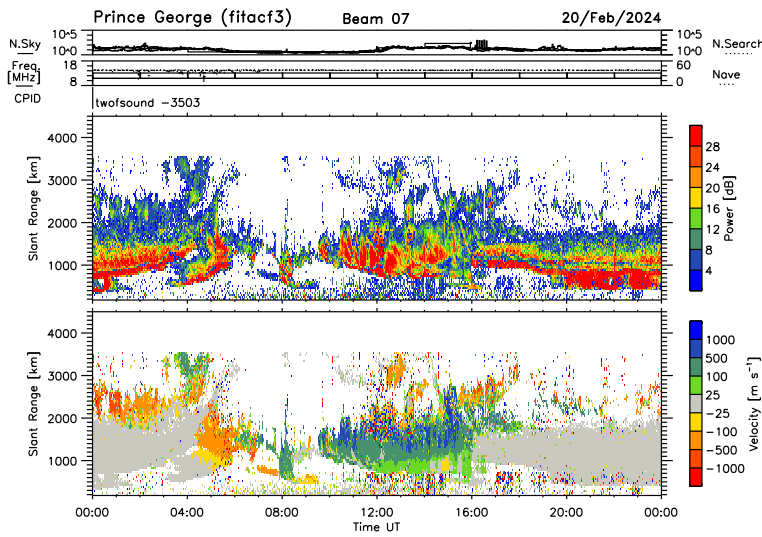 Prince George (fitacf3) Beam 07 20/Feb/2024
N.Sky 10+5 10+5
10+0 10+0 N.Search
Freq. 18 60
[MHz] 8 0 Nave
CPID twofsound -3503
Slant Range [km]
4000
3000
2000
1000
Power [dB]
28
24
20
16
12
8
4
Slant Range [km]
4000
3000
2000
1000
Velocity [m s⁻¹]
1000
500
100
25
-25
-100
-500
-1000
00:00 04:00 08:00 12:00 16:00 20:00 00:00
Time UT